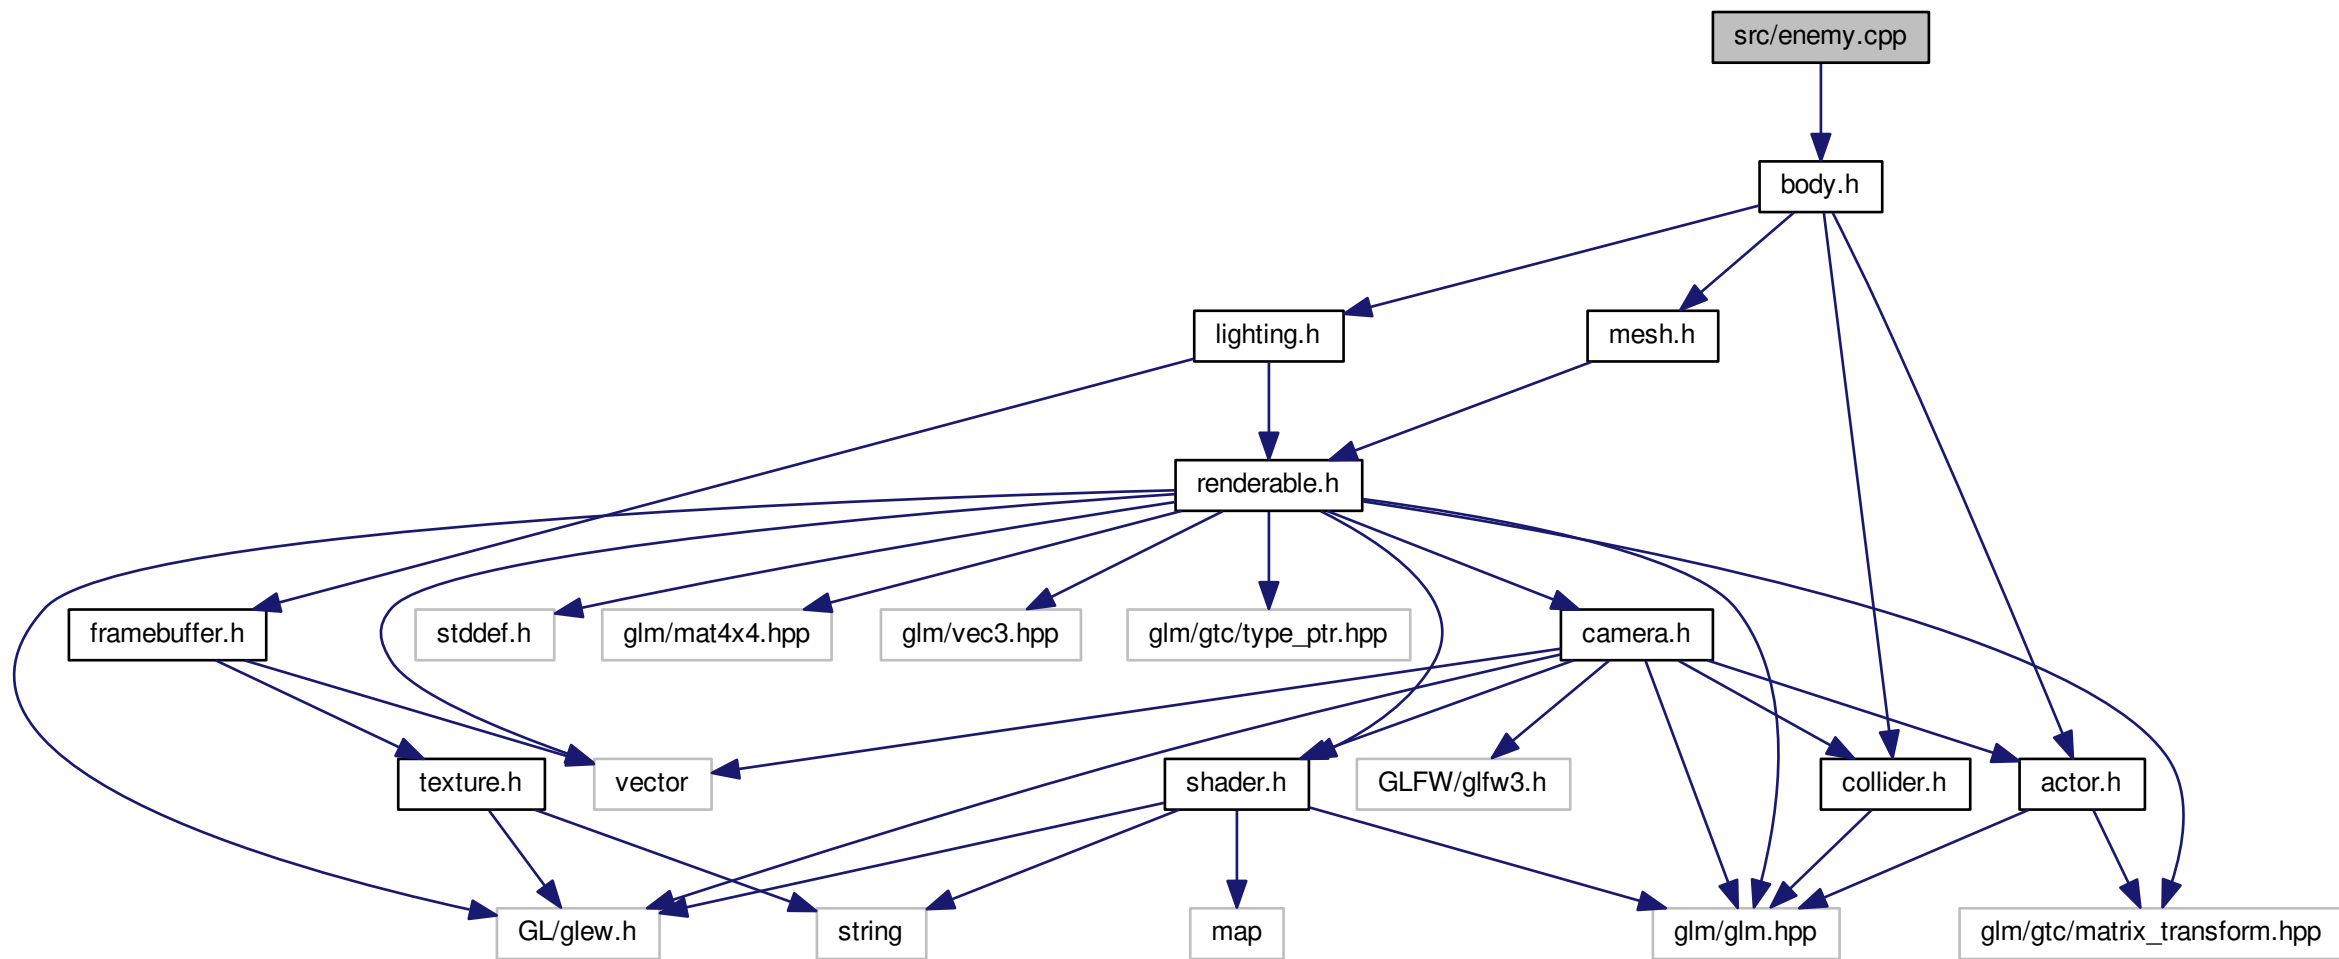 src/enemy.cpp
body.h
lighting.h
mesh.h
renderable.h
framebuffer.h
stddef.h
glm/mat4x4.hpp
glm/vec3.hpp
glm/gtc/type_ptr.hpp
camera.h
texture.h
vector
shader.h
GLFW/glfw3.h
collider.h
actor.h
GL/glew.h
string
map
glm/glm.hpp
glm/gtc/matrix_transform.hpp